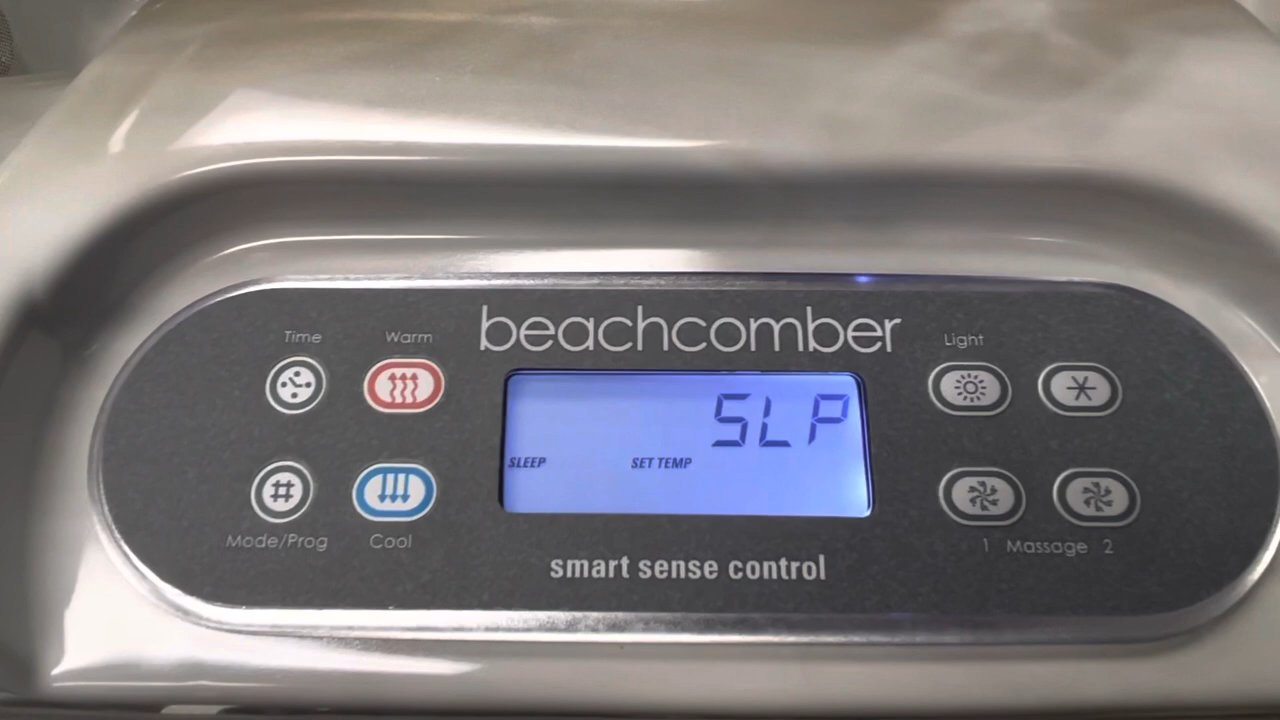 beachcomber
Time
Warm
Light
SLP
SLEEP
SET TEMP
Mode/Prog
Cool
1 Massage 2
smart sense control